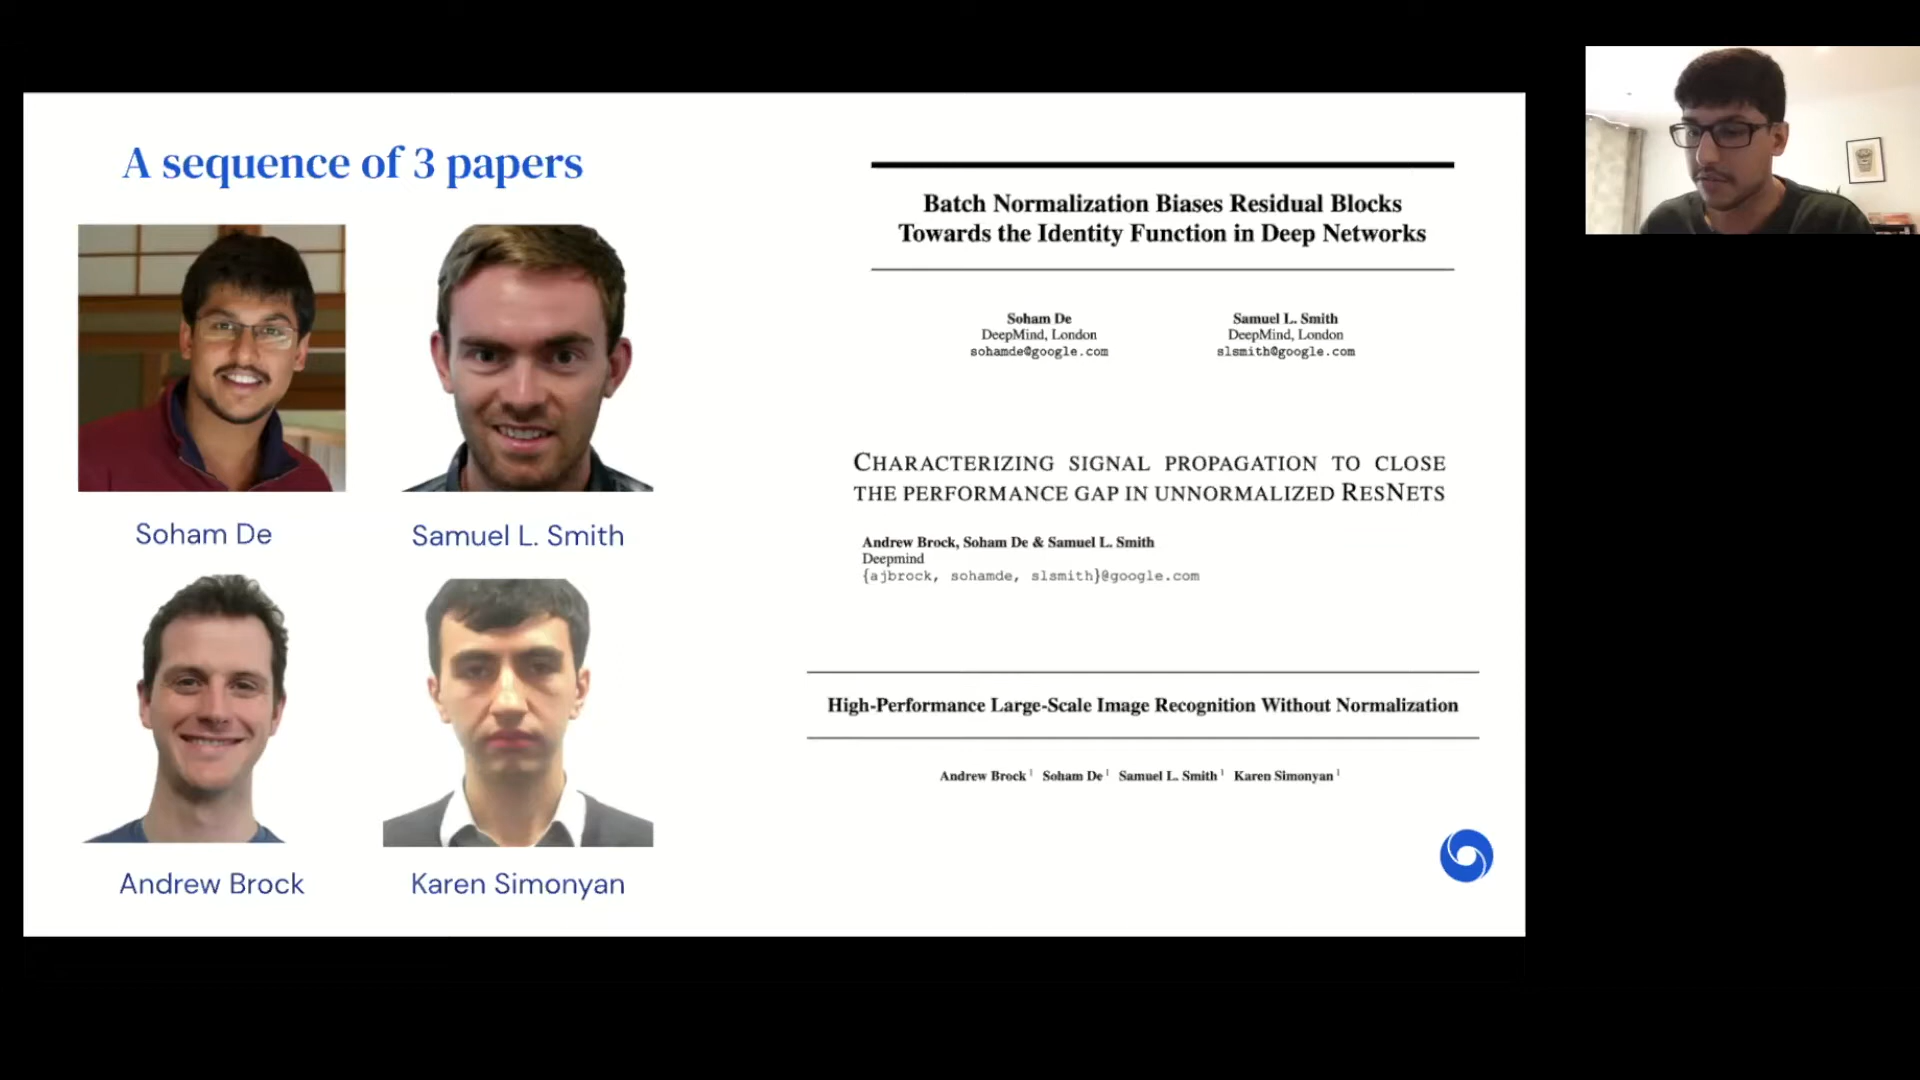 A sequence of 3 papers
Soham De
Samuel L. Smith
Andrew Brock
Karen Simonyan
Batch Normalization Biases Residual Blocks
Towards the Identity Function in Deep Networks
Soham De
DeepMind, London
sohamde@google.com
Samuel L. Smith
DeepMind, London
slsmith@google.com
CHARACTERIZING SIGNAL PROPAGATION TO CLOSE
THE PERFORMANCE GAP IN UNNORMALIZED RESNETS
Andrew Brock, Soham De & Samuel L. Smith
Deepmind
{ajbrock, sohamde, slsmith}@google.com
High-Performance Large-Scale Image Recognition Without Normalization
Andrew Brock 1 Soham De 1 Samuel L. Smith 1 Karen Simonyan 1